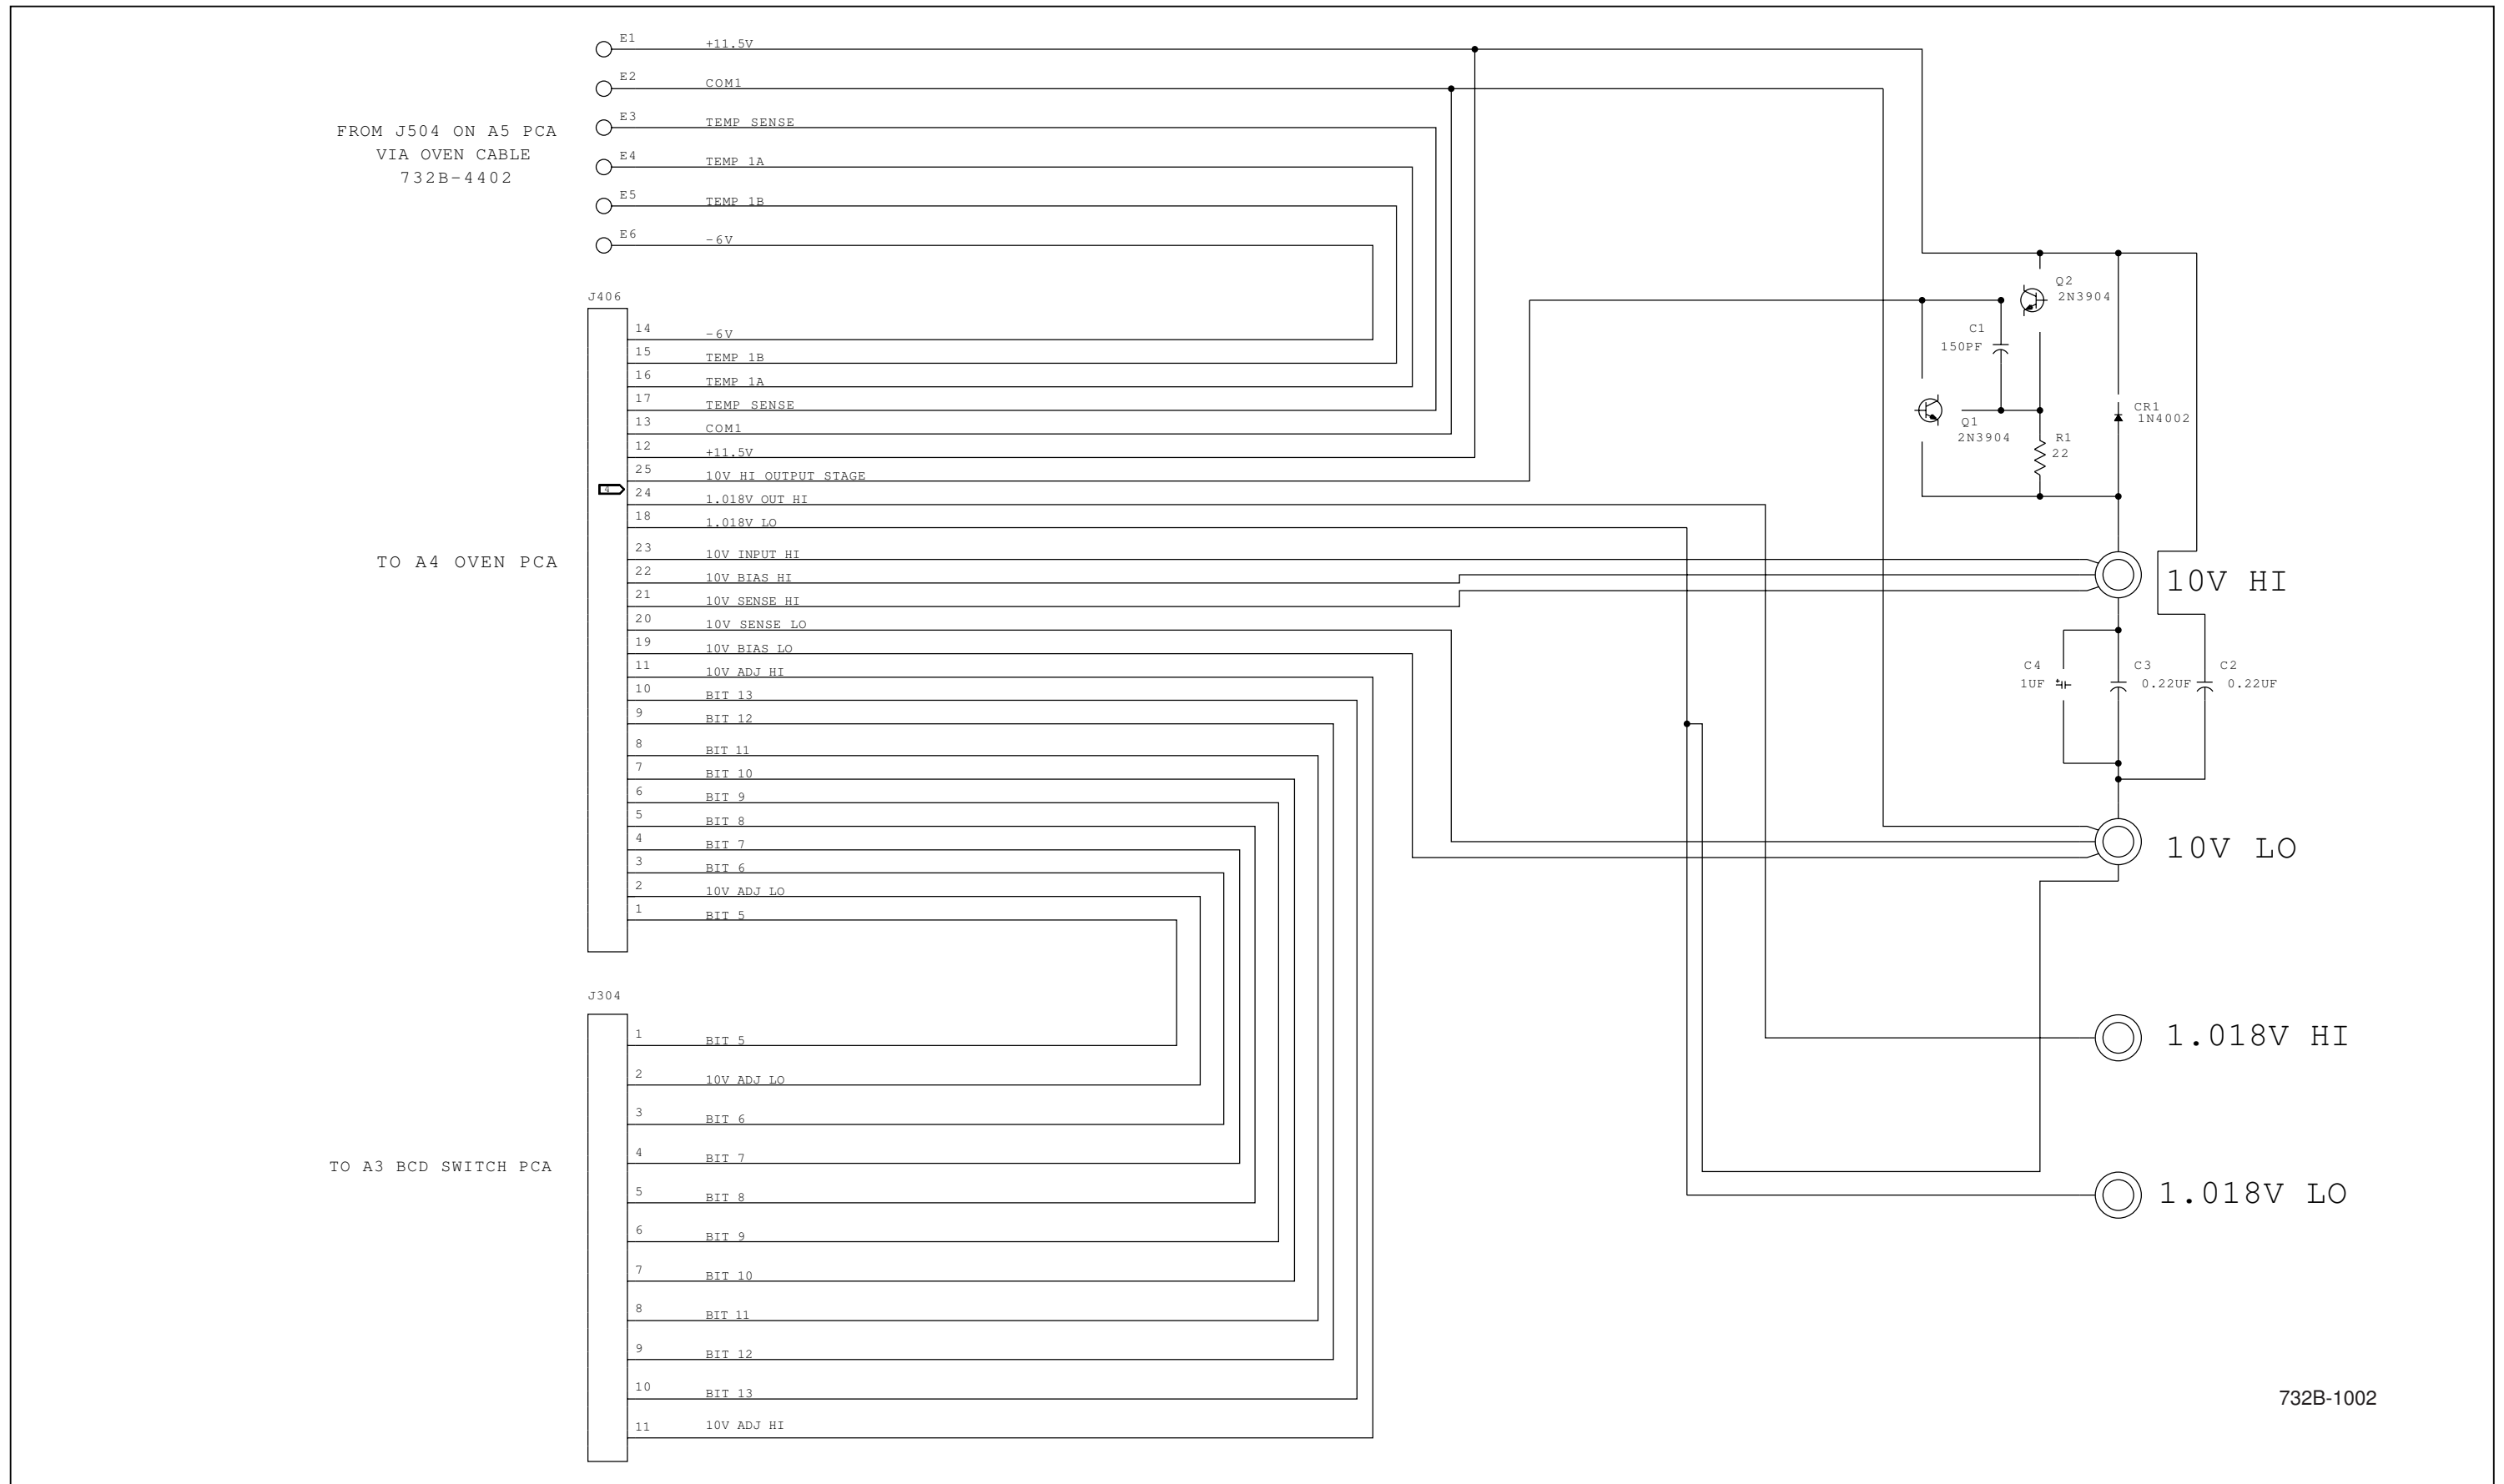 E1 +11.5V
E2 COM1
E3 TEMP SENSE
E4 TEMP 1A
E5 TEMP 1B
E6 -6V
FROM J504 ON A5 PCA
VIA OVEN CABLE
732B-4402
J406
14 -6V
15 TEMP 1B
16 TEMP 1A
17 TEMP SENSE
13 COM1
12 +11.5V
25 10V HI OUTPUT STAGE
4
24 1.018V OUT HI
18 1.018V LO
23 10V INPUT HI
22 10V BIAS HI
21 10V SENSE HI
20 10V SENSE LO
19 10V BIAS LO
11 10V ADJ HI
10 BIT 13
9 BIT 12
8 BIT 11
7 BIT 10
6 BIT 9
5 BIT 8
4 BIT 7
3 BIT 6
2 10V ADJ LO
1 BIT 5
TO A4 OVEN PCA
J304
1 BIT 5
2 10V ADJ LO
3 BIT 6
4 BIT 7
5 BIT 8
6 BIT 9
7 BIT 10
8 BIT 11
9 BIT 12
10 BIT 13
11 10V ADJ HI
TO A3 BCD SWITCH PCA
Q2
2N3904
C1
150PF
Q1
2N3904
R1
22
CR1
1N4002
10V HI
C4
1UF
C3
0.22UF
C2
0.22UF
10V LO
1.018V HI
1.018V LO
732B-1002